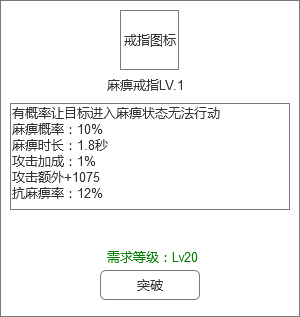 戒指图标
麻痹戒指LV.1
有概率让目标进入麻痹状态无法行动
麻痹概率：10%
麻痹时长：1.8秒
攻击加成：1%
攻击额外+1075
抗麻痹率：12%
需求等级：Lv20
突破